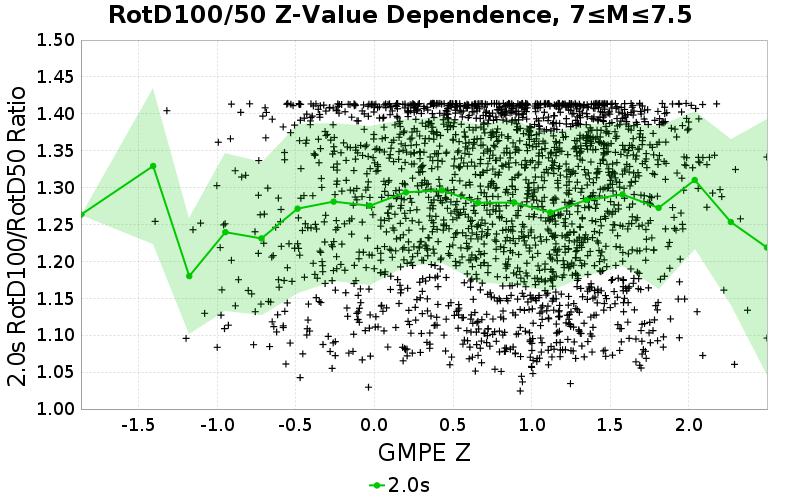 RotD100/50 Z-Value Dependence, 7≤M≤7.5
1.50
1.45
1.40
1.35
1.30
1.25
1.20
1.15
1.10
1.05
1.00
2.0s RotD100/RotD50 Ratio
-1.5 -1.0 -0.5 0.0 0.5 1.0 1.5 2.0
GMPE Z
2.0s